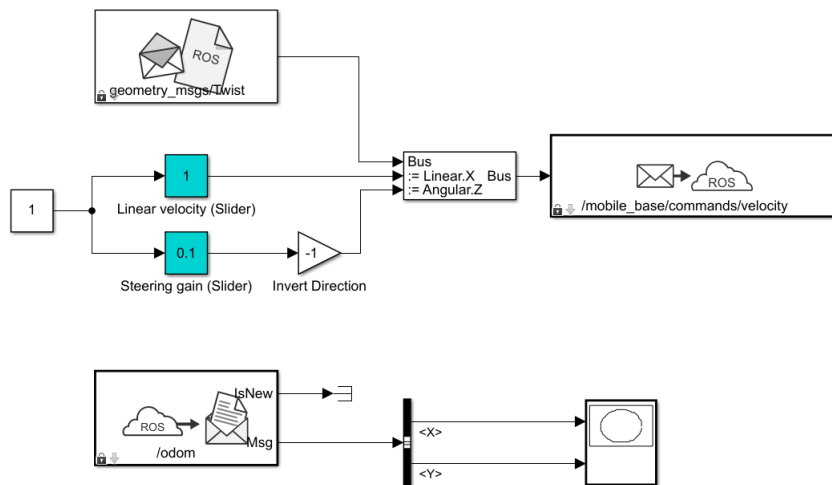 ROS
geometry_msgs/Twist
1
1
Linear velocity (Slider)
0.1
Steering gain (Slider)
-1
Invert Direction
Bus
:= Linear.X Bus
:= Angular.Z
ROS
/mobile_base/commands/velocity
IsNew
ROS
Msg
/odom
<X>
<Y>